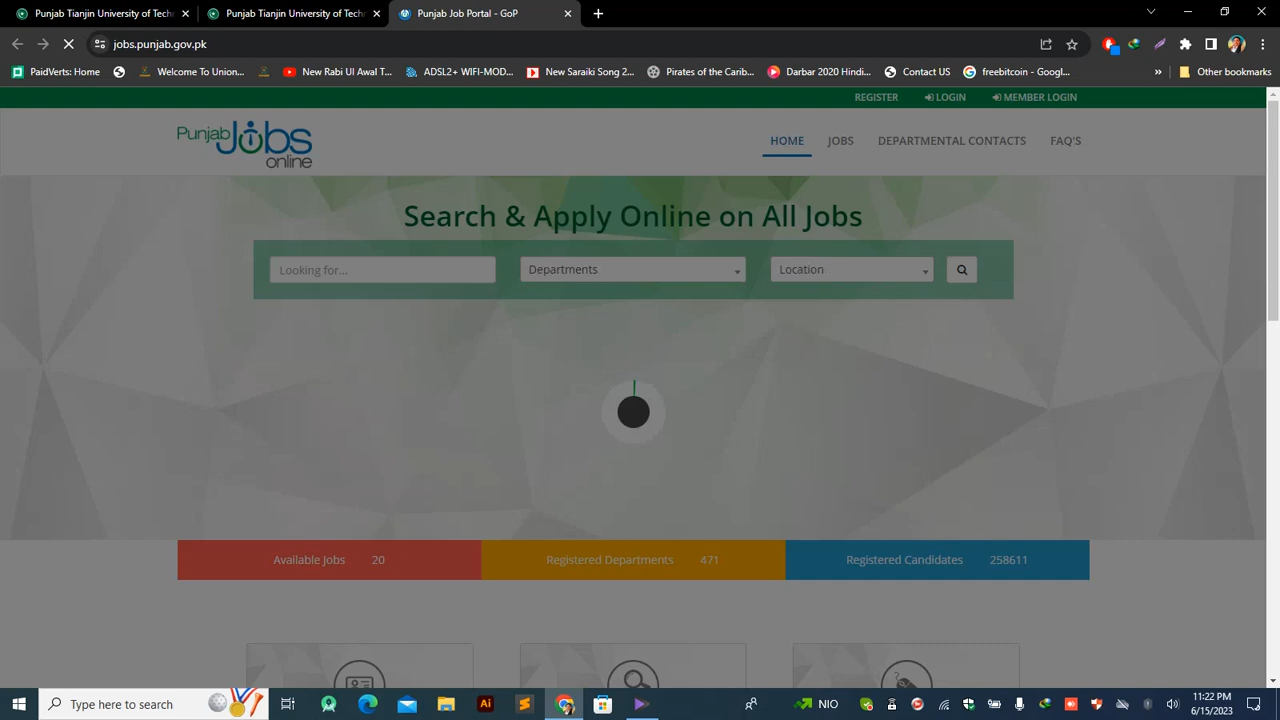 Punjab Tianjin University of Tech
Punjab Tianjin University of Tech
Punjab Job Portal - GoP
jobs.punjab.gov.pk
PaidVerts: Home
Welcome To Union...
New Rabi Ul Awal T...
ADSL2+ WIFI-MOD...
New Saraiki Song 2...
Pirates of the Carib...
Darbar 2020 Hindi...
Contact US
freebitcoin - Googl...
»
Other bookmarks
REGISTER
LOGIN
MEMBER LOGIN
Punjab Jobs online
HOME
JOBS
DEPARTMENTAL CONTACTS
FAQ'S
Search & Apply Online on All Jobs
Looking for...
Departments
Location
Available Jobs 20
Registered Departments 471
Registered Candidates 258611
Type here to search
Ai
NIO
11:22 PM
6/15/2023